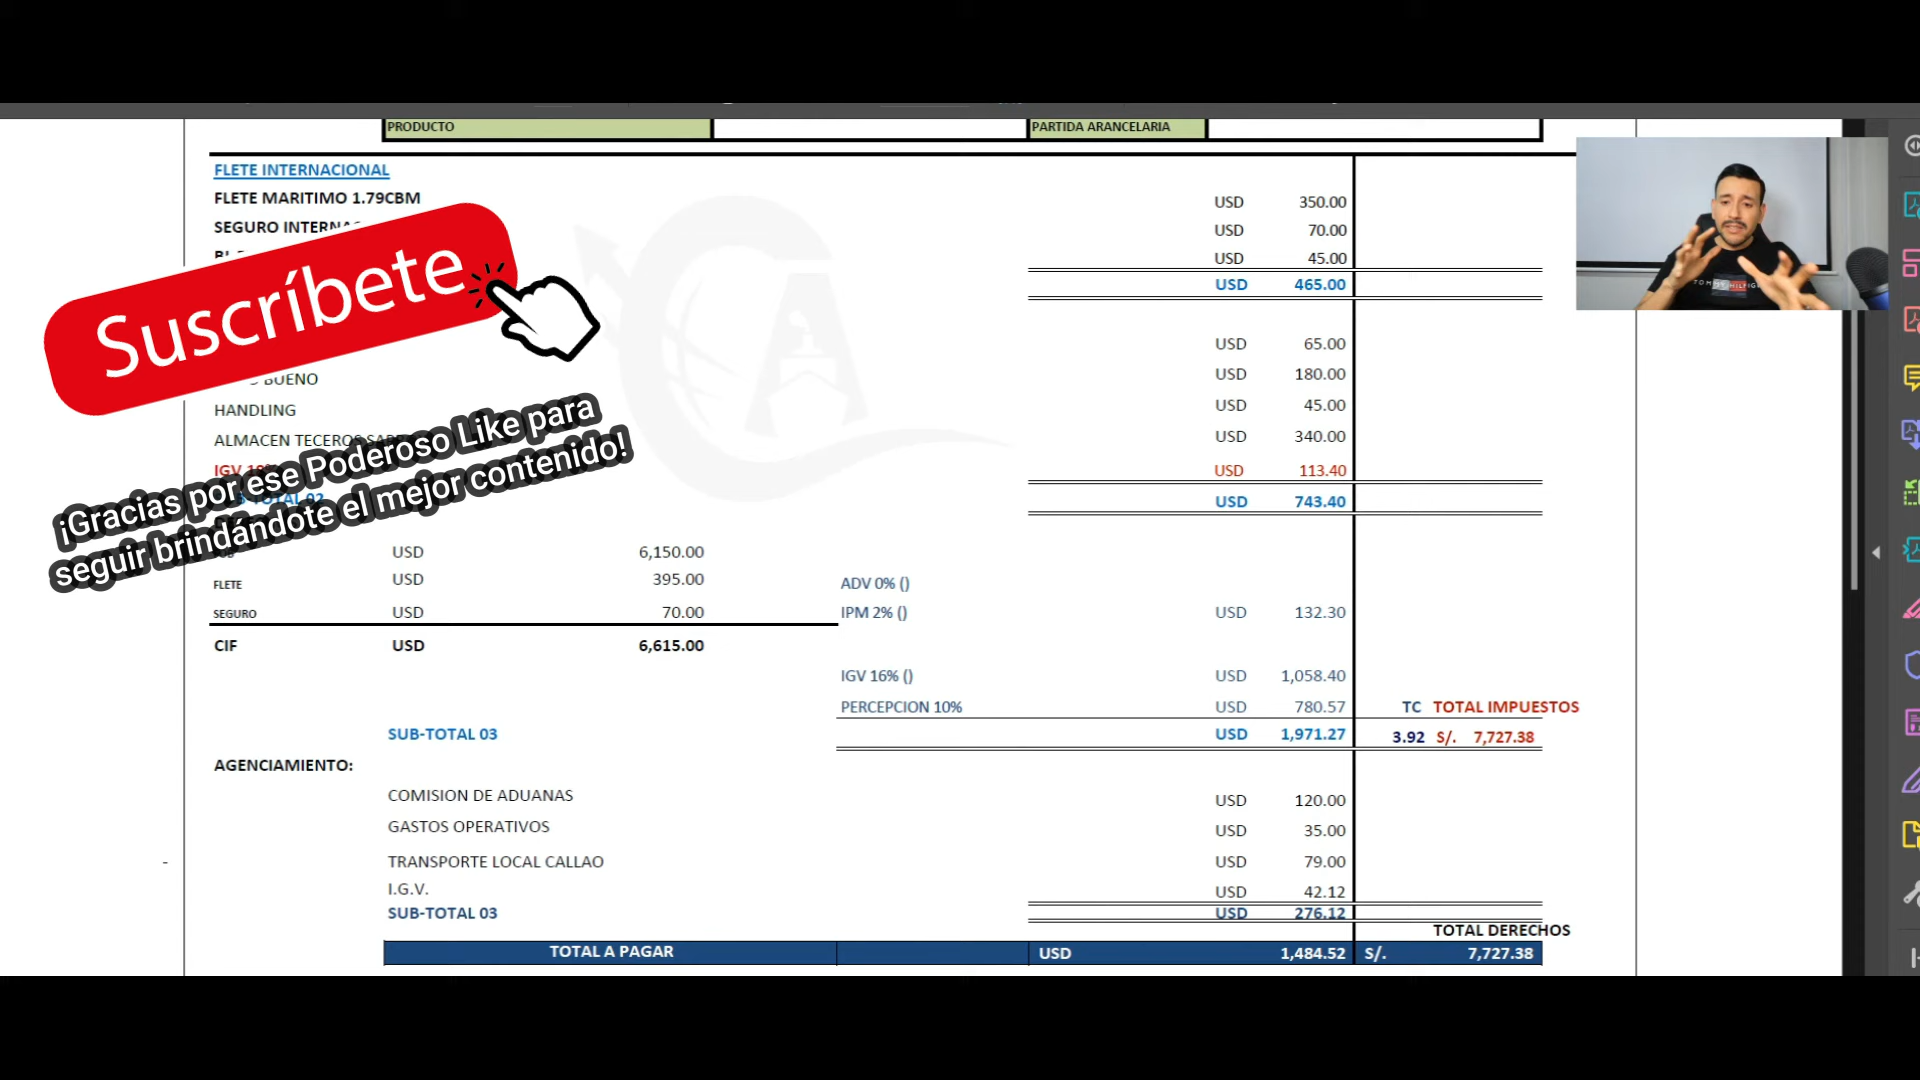 PRODUCTO PARTIDA ARANCELARIA
FLETE INTERNACIONAL
FLETE MARITIMO 1.79CBM USD 350.00
SEGURO USD 70.00
USD 45.00
USD 465.00
Suscríbete
USD 65.00
BUENO USD 180.00
HANDLING USD 45.00
ALMACEN TECEROS USD 340.00
IGV USD 113.40
USD 743.40
¡Gracias por ese Poderoso Like para
seguir brindándote el mejor contenido!
USD 6,150.00
FLETE USD 395.00 ADV 0% ()
SEGURO USD 70.00 IPM 2% () USD 132.30
CIF USD 6,615.00
IGV 16% () USD 1,058.40
PERCEPCION 10% USD 780.57 TC TOTAL IMPUESTOS
SUB-TOTAL 03 USD 1,971.27 3.92 S/. 7,727.38
AGENCIAMIENTO:
COMISION DE ADUANAS USD 120.00
GASTOS OPERATIVOS USD 35.00
- TRANSPORTE LOCAL CALLAO USD 79.00
I.G.V. USD 42.12
SUB-TOTAL 03 USD 276.12
TOTAL DERECHOS
TOTAL A PAGAR USD 1,484.52 S/. 7,727.38